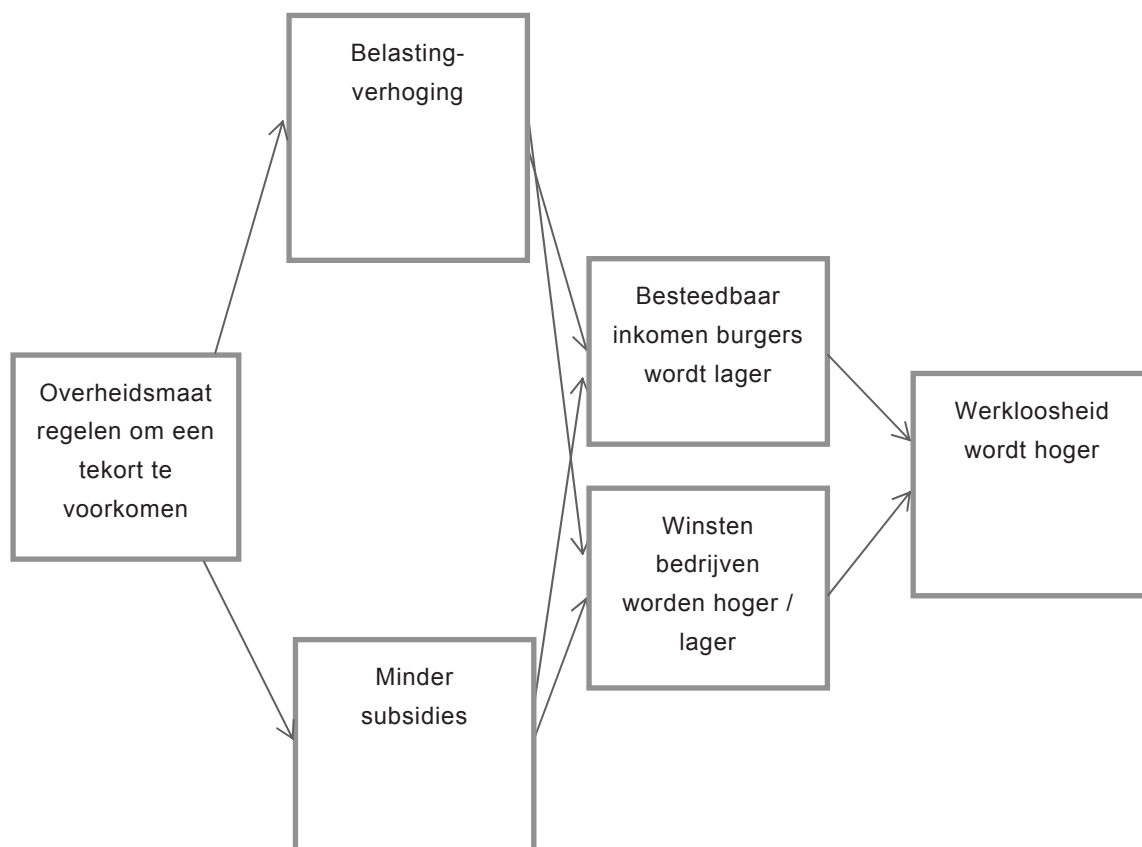 Belasting-
verhoging
Overheidsmaat
regelen om een
tekort te
voorkomen
Besteedbaar
inkomen burgers
wordt lager
Winsten
bedrijven
worden hoger /
lager
Minder
subsidies
Werkloosheid
wordt hoger